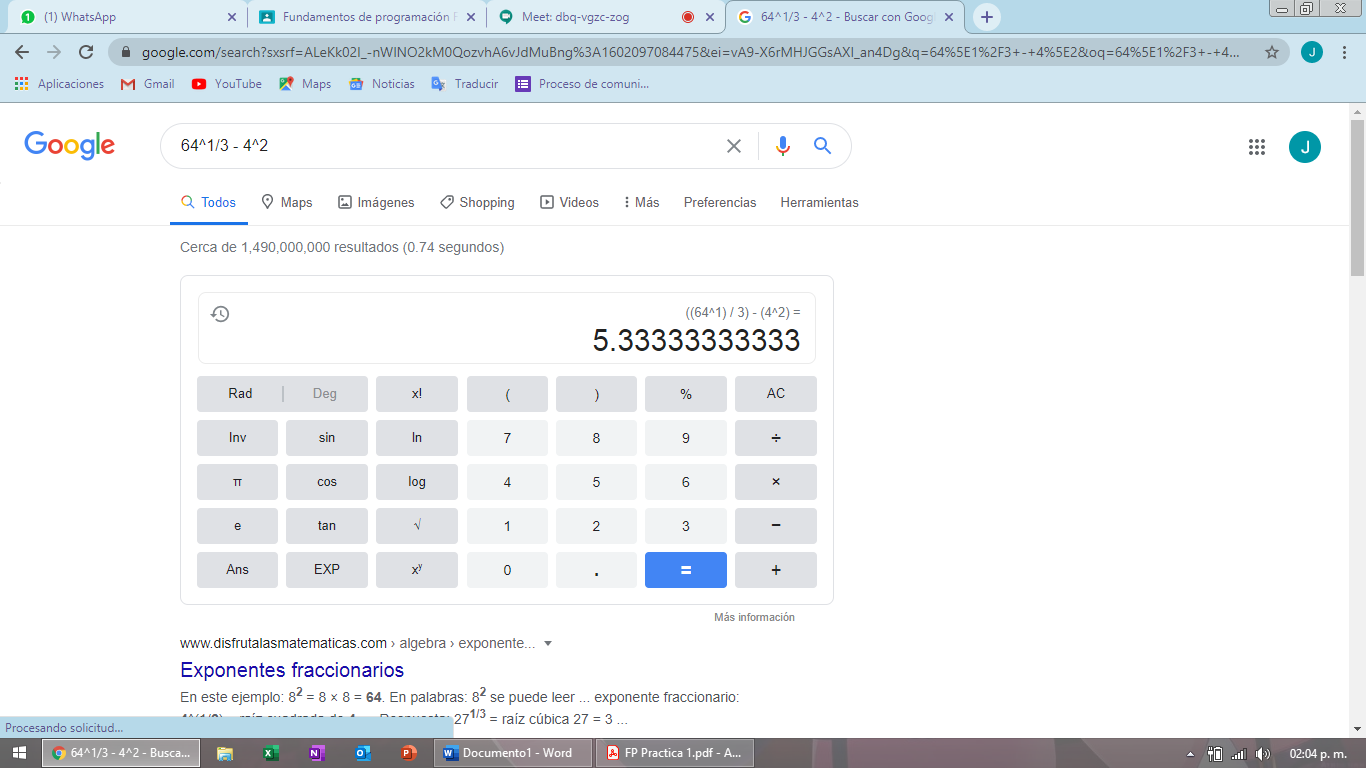 (1) WhatsApp
Fundamentos de programación F
Meet: dbq-vgzc-zog
64^1/3 - 4^2 - Buscar con Goog
google.com/search?sxsrf=ALeKk02I_-nWINO2kM0QozvhA6vJdMuBng%3A1602097084475&ei=vA9-X6rMHJGGsAXI_an4Dg&q=64%5E1%2F3+-+4%5E2&oq=64%5E1%2F3+-+4...
J
Aplicaciones
Gmail
YouTube
Maps
Noticias
Traducir
Proceso de comuni...
Google
64^1/3 - 4^2
J
Todos
Maps
Imágenes
Shopping
Videos
Más
Preferencias
Herramientas
Cerca de 1,490,000,000 resultados (0.74 segundos)
((64^1) / 3) - (4^2) =
5.33333333333
Rad | Deg x! ( ) % AC
Inv sin ln 7 8 9 ÷
π cos log 4 5 6 ×
e tan √ 1 2 3 −
Ans EXP xʸ 0 . = +
Más información
www.disfrutalasmatematicas.com › algebra › exponente...
Exponentes fraccionarios
En este ejemplo: 8² = 8 × 8 = 64. En palabras: 8² se puede leer ... exponente fraccionario:
27^1/3 = raíz cúbica 27 = 3 ...
Procesando solicitud...
64^1/3 - 4^2 - Busca...
Documento1 - Word
FP Practica 1.pdf - A...
02:04 p. m.